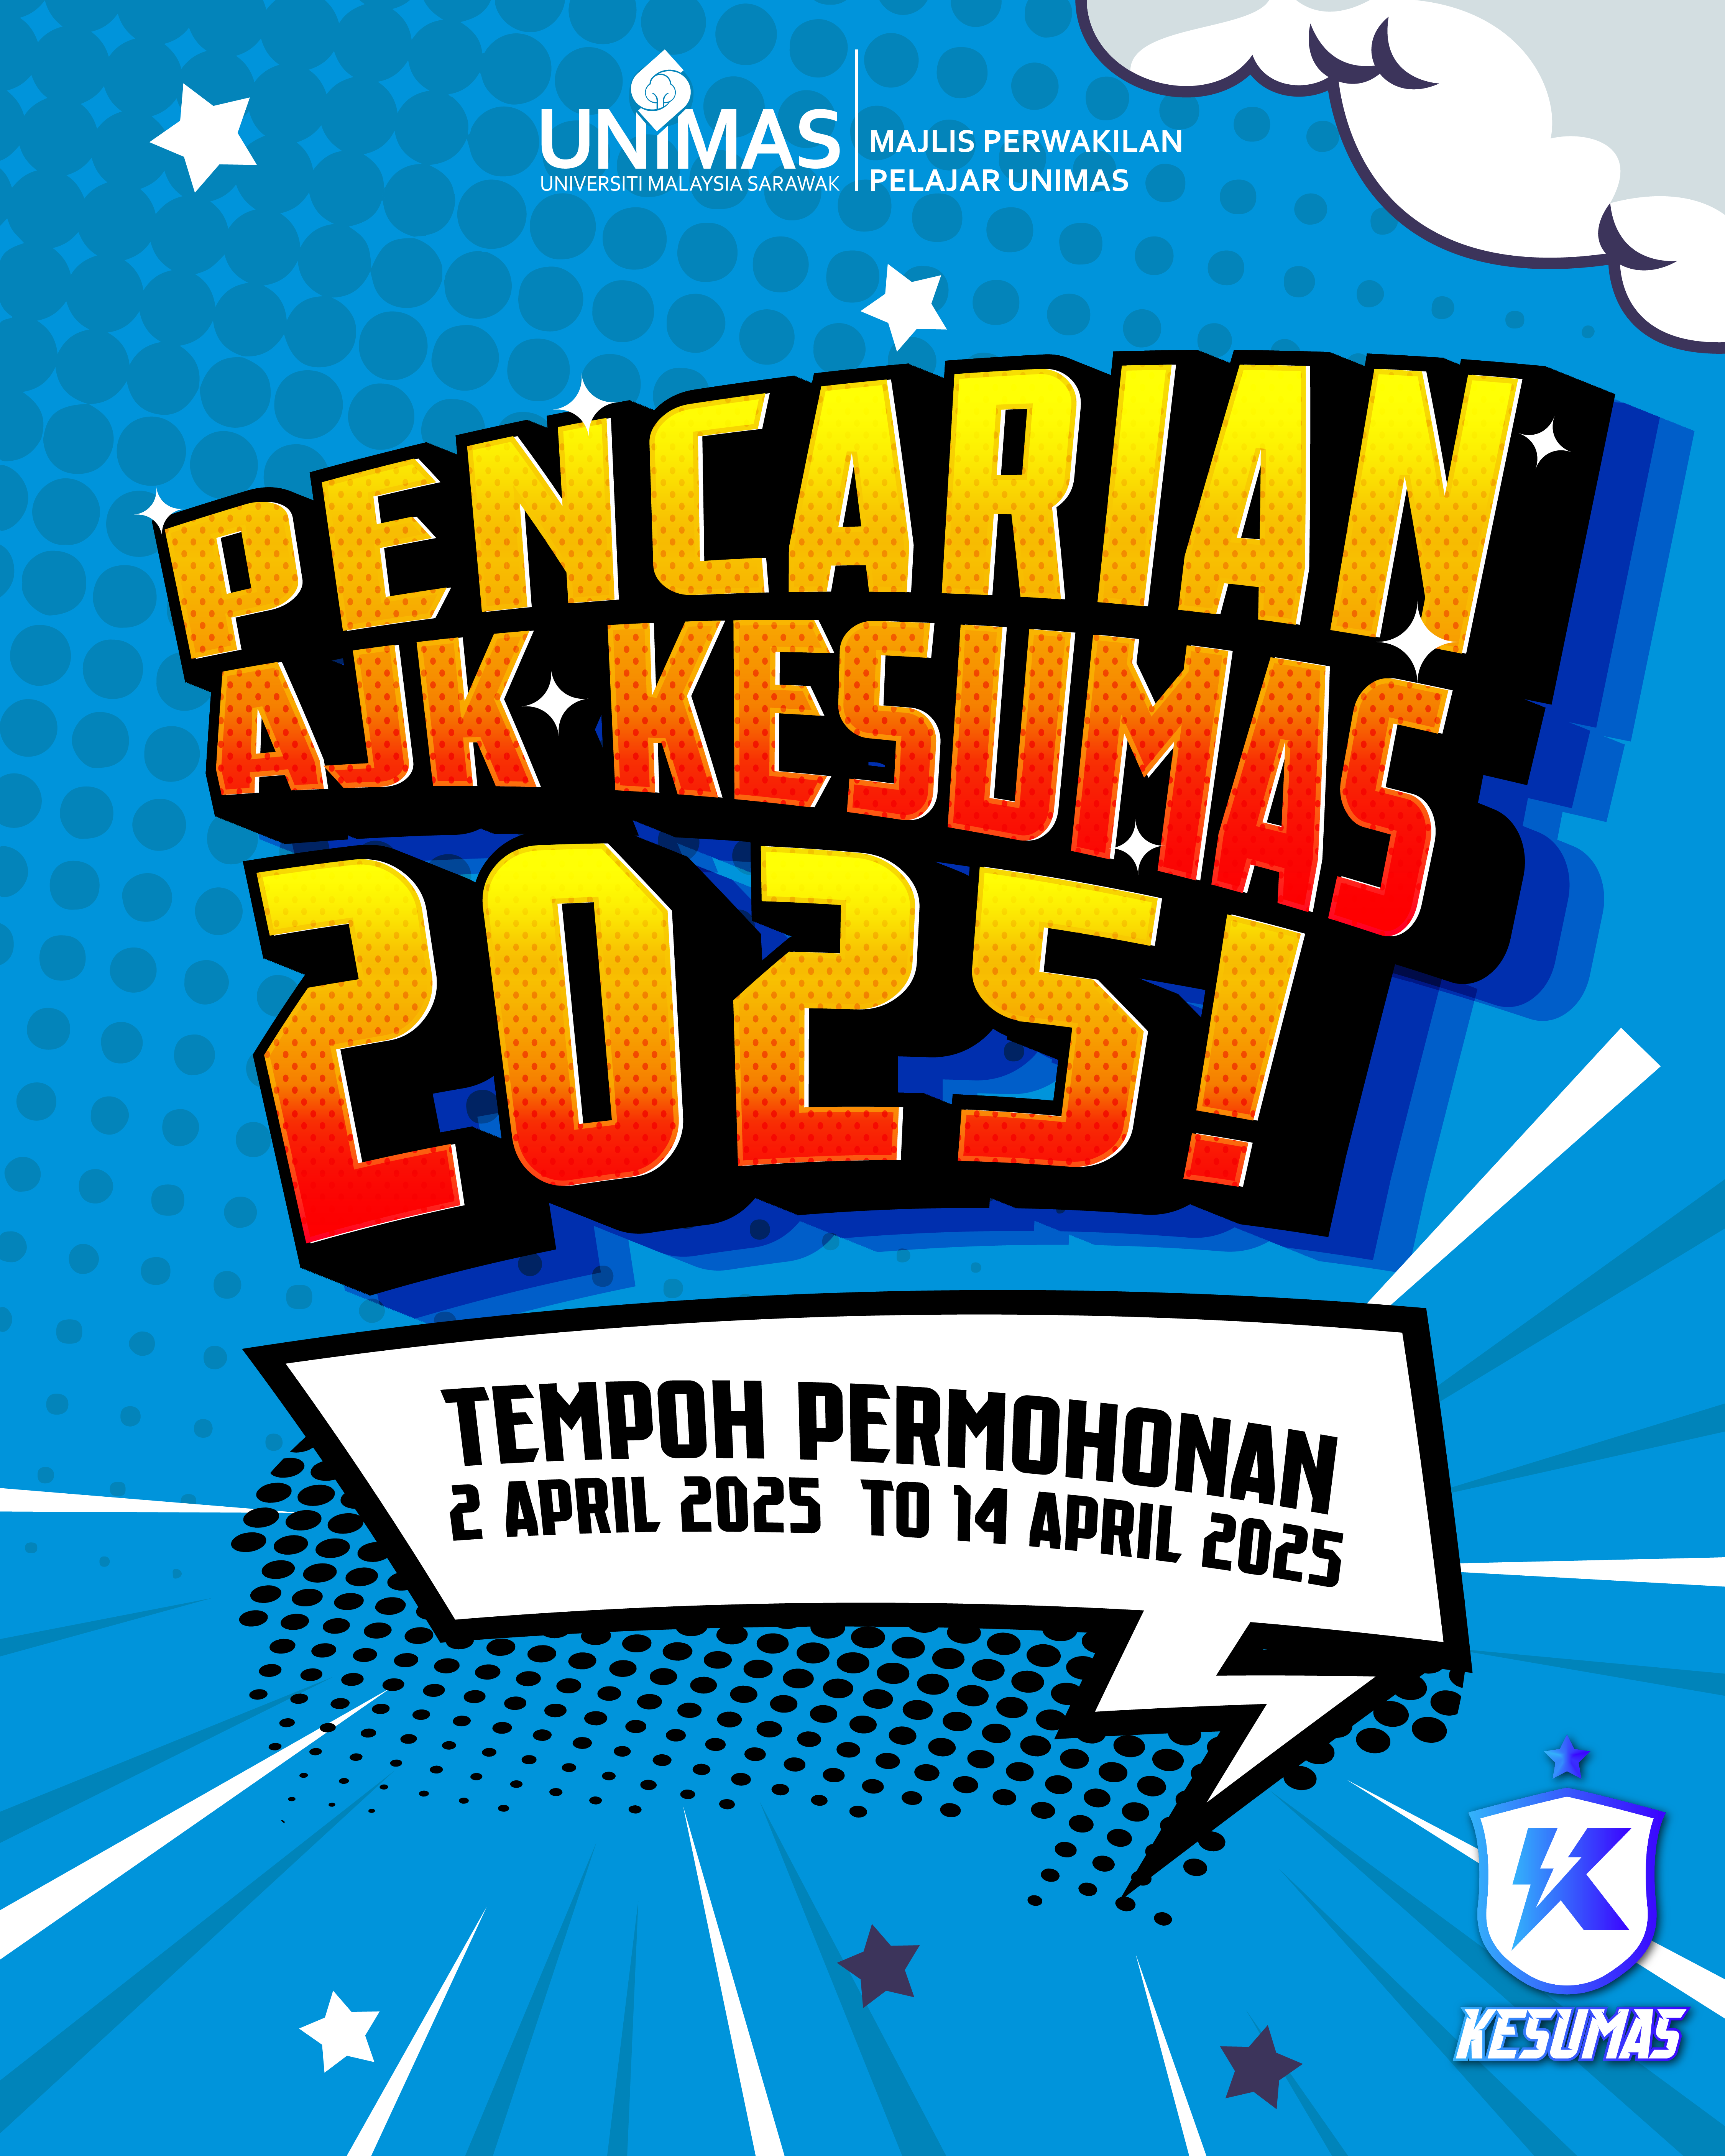 UNIMAS
UNIVERSITI MALAYSIA SARAWAK
MAJLIS PERWAKILAN
PELAJAR UNIMAS
PENCARIAN
AJK KESUMAS
2025!
TEMPOH PERMOHONAN
2 APRIL 2025 TO 14 APRIL 2025
K
KESUMAS